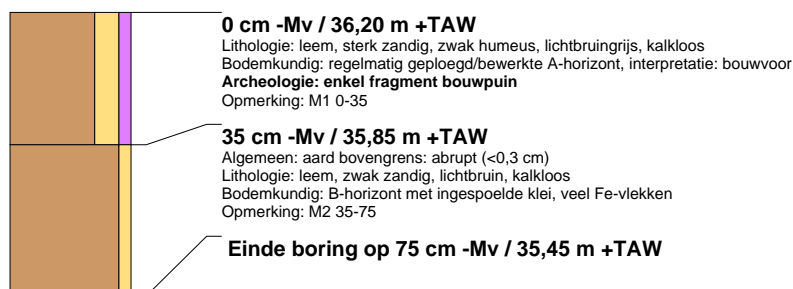 0 cm -Mv / 36,20 m +TAW
Lithologie: leem, sterk zandig, zwak humeus, lichtbruingrijs, kalkloos
Bodemkundig: regelmatig geploegd/bewerkte A-horizont, interpretatie: bouwvoor
Archeologie: enkel fragment bouwpuin
Opmerking: M1 0-35
35 cm -Mv / 35,85 m +TAW
Algemeen: aard bovengrens: abrupt (<0,3 cm)
Lithologie: leem, zwak zandig, lichtbruin, kalkloos
Bodemkundig: B-horizont met ingespoelde klei, veel Fe-vlekken
Opmerking: M2 35-75
Einde boring op 75 cm -Mv / 35,45 m +TAW